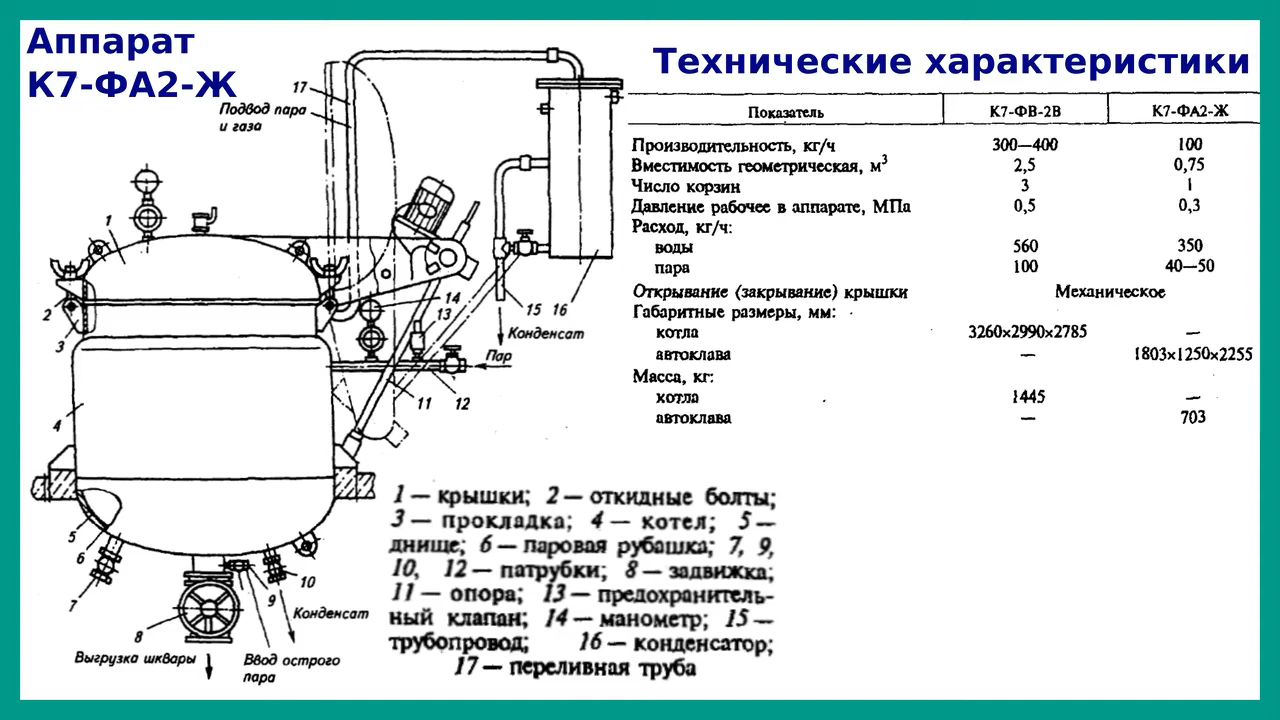 Аппарат
К7-ФА2-Ж
Технические характеристики
17
Подвод пара
и газа
1
2
3
4
5
6
7
8
9
10
11
12
13
14
15 16
Конденсат
Пар
Конденсат
Выгрузка шквары
Ввод острого
пара
Показатель К7-ФВ-2В К7-ФА2-Ж
Производительность, кг/ч 300—400 100
Вместимость геометрическая, м³ 2,5 0,75
Число корзин 3 1
Давление рабочее в аппарате, МПа 0,5 0,3
Расход, кг/ч:
воды 560 350
пара 100 40—50
Открывание (закрывание) крышки Механическое
Габаритные размеры, мм:
котла 3260×2990×2785 —
автоклава — 1803×1250×2255
Масса, кг:
котла 1445 —
автоклава — 703
1 — крышки; 2 — откидные болты;
3 — прокладка; 4 — котел; 5 —
днище; 6 — паровая рубашка; 7, 9,
10, 12 — патрубки; 8 — задвижка;
11 — опора; 13 — предохранитель-
ный клапан; 14 — манометр; 15 —
трубопровод; 16 — конденсатор;
17 — переливная труба